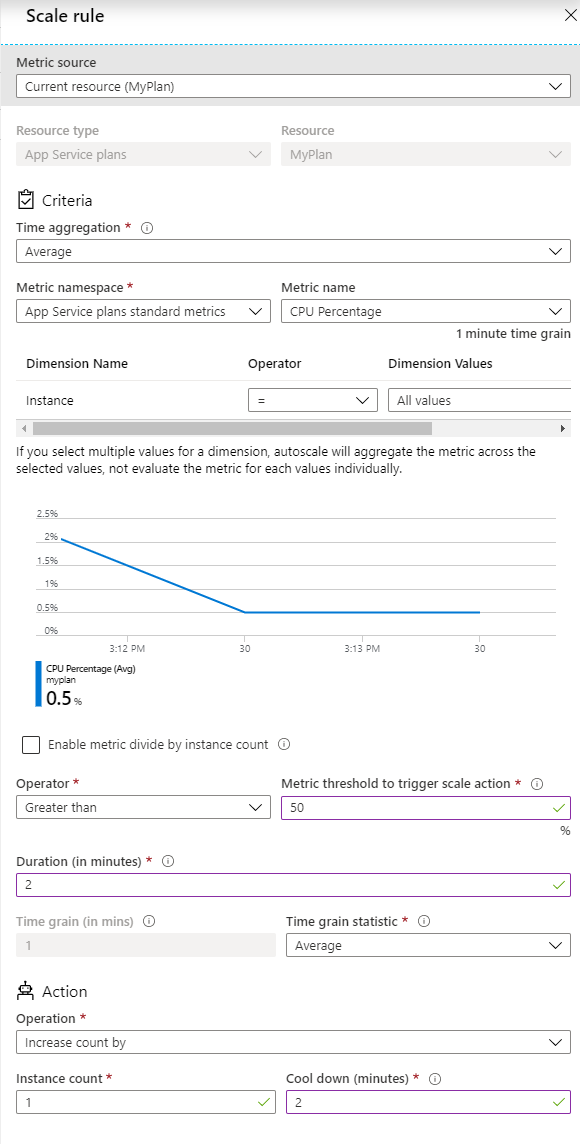 Scale rule
Metric source
Current resource (MyPlan)
Resource type
Resource
App Service plans
MyPlan
Criteria
Time aggregation *
Average
Metric namespace *
Metric name
App Service plans standard metrics
CPU Percentage
1 minute time grain
Dimension Name
Operator
Dimension Values
Instance
=
All values
If you select multiple values for a dimension, autoscale will aggregate the metric across the
selected values, not evaluate the metric for each values individually.
2.5%
2%
1.5%
1%
0.5%
0%
3:12 PM
30
3:13 PM
30
CPU Percentage (Avg)
myplan
0.5 %
Enable metric divide by instance count
Operator *
Metric threshold to trigger scale action *
Greater than
50
%
Duration (in minutes) *
2
Time grain (in mins)
Time grain statistic *
1
Average
Action
Operation *
Increase count by
Instance count *
Cool down (minutes) *
1
2